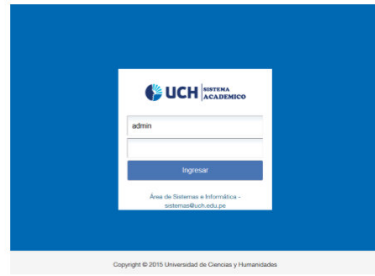 UCH SISTEMA
ACADEMICO
admin
Ingresar
Área de Sistemas e Informática -
sistemas@uch.edu.pe
Copyright © 2015 Universidad de Ciencias y Humanidades